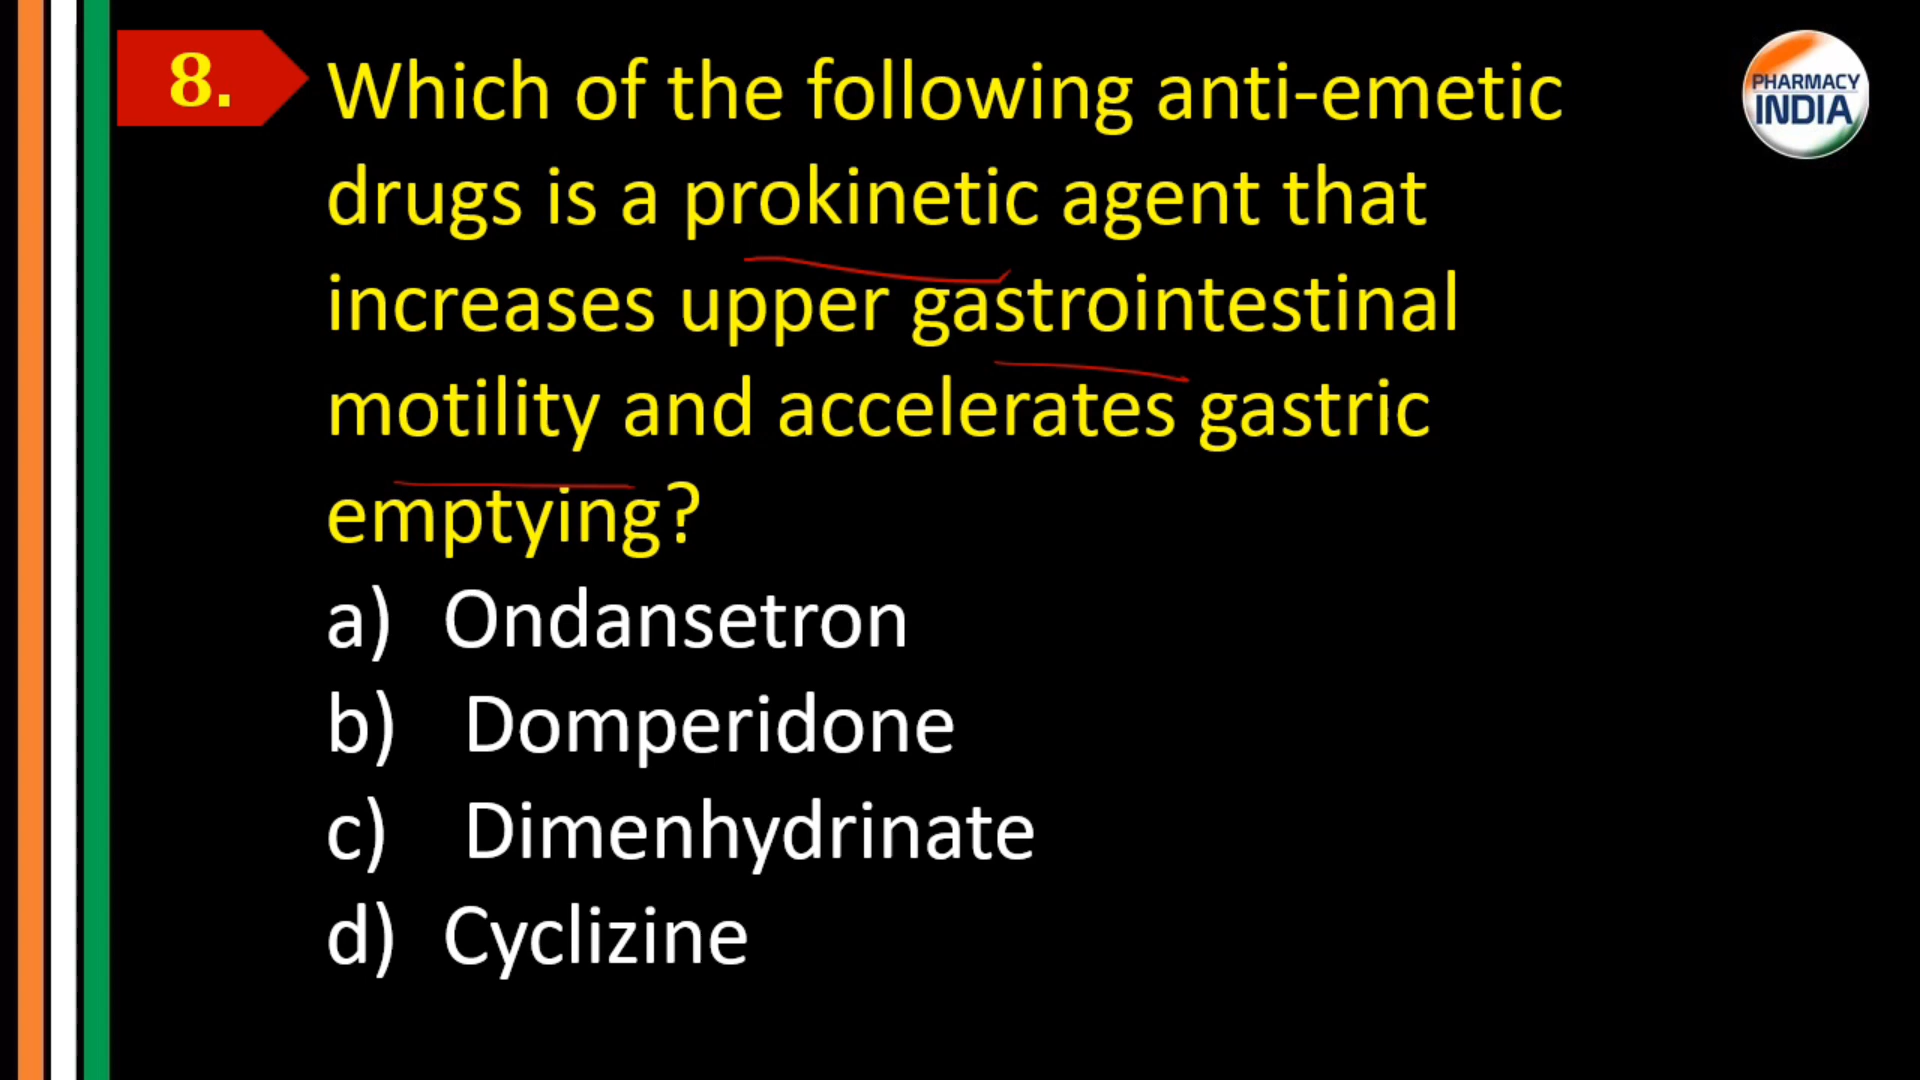 8.
Which of the following anti-emetic
drugs is a prokinetic agent that
increases upper gastrointestinal
motility and accelerates gastric
emptying?
a) Ondansetron
b) Domperidone
c) Dimenhydrinate
d) Cyclizine
PHARMACY
INDIA